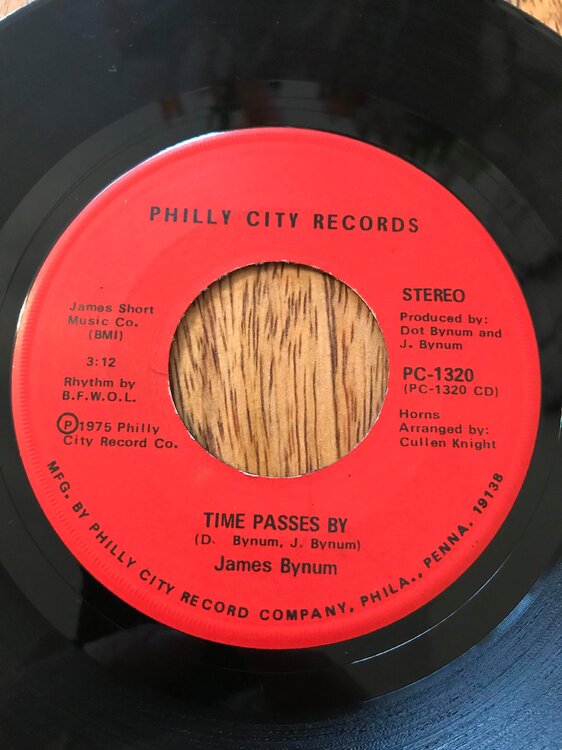 PHILLY CITY RECORDS
James Short
Music Co.
(BMI)
3:12
Rhythm by
B.F.W.O.L.
Ⓟ1975 Philly
City Record Co.
STEREO
Produced by:
Dot Bynum and
J. Bynum
PC-1320
(PC-1320 CD)
Horns
Arranged by:
Cullen Knight
TIME PASSES BY
(D. Bynum, J. Bynum)
James Bynum
MFG. BY PHILLY CITY RECORD COMPANY, PHILA., PENNA. 19138